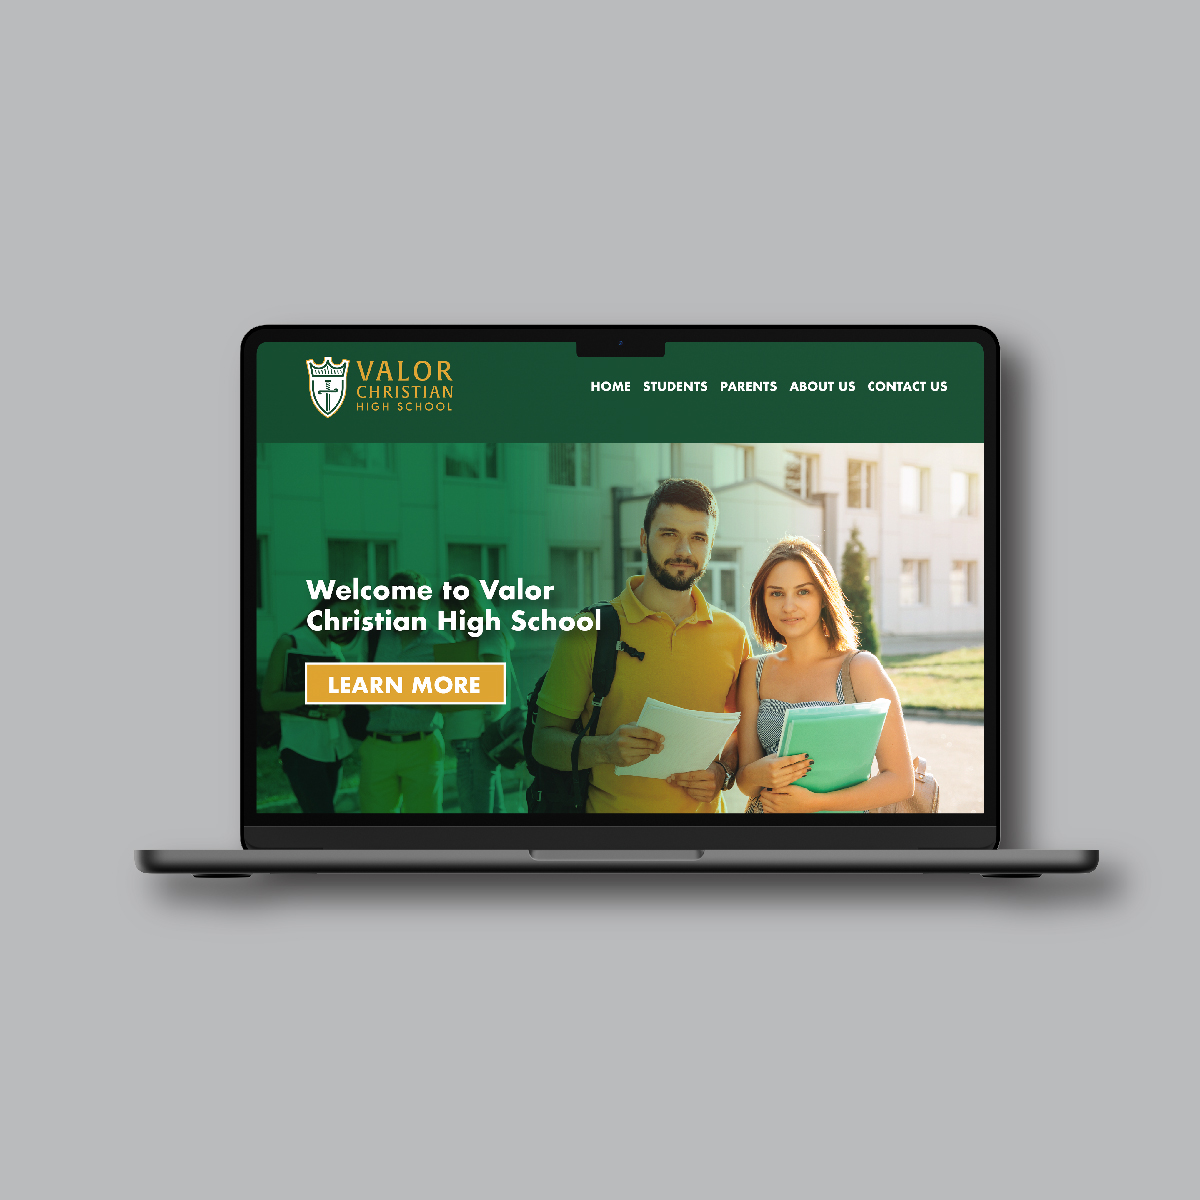 VALOR
CHRISTIAN
HIGH SCHOOL
HOME STUDENTS PARENTS ABOUT US CONTACT US
Welcome to Valor
Christian High School
LEARN MORE